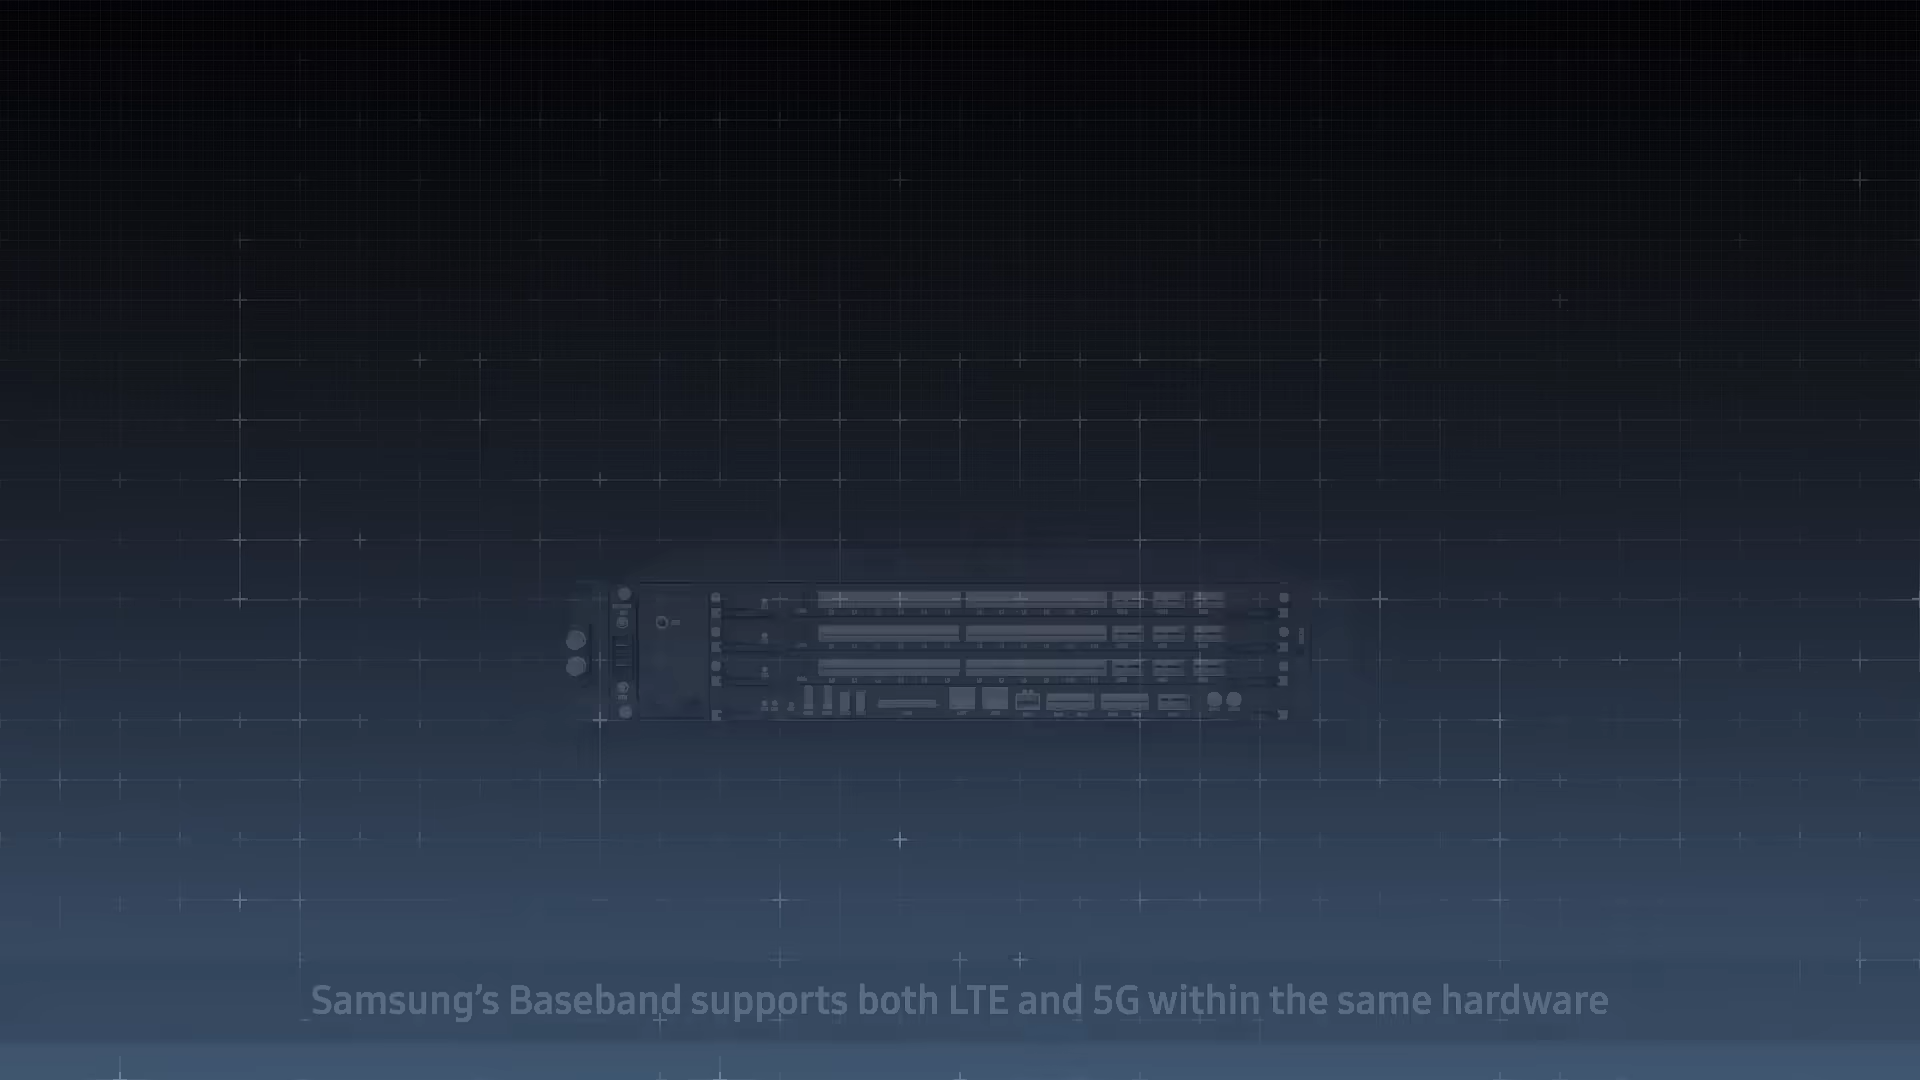 Samsung’s Baseband supports both LTE and 5G within the same hardware